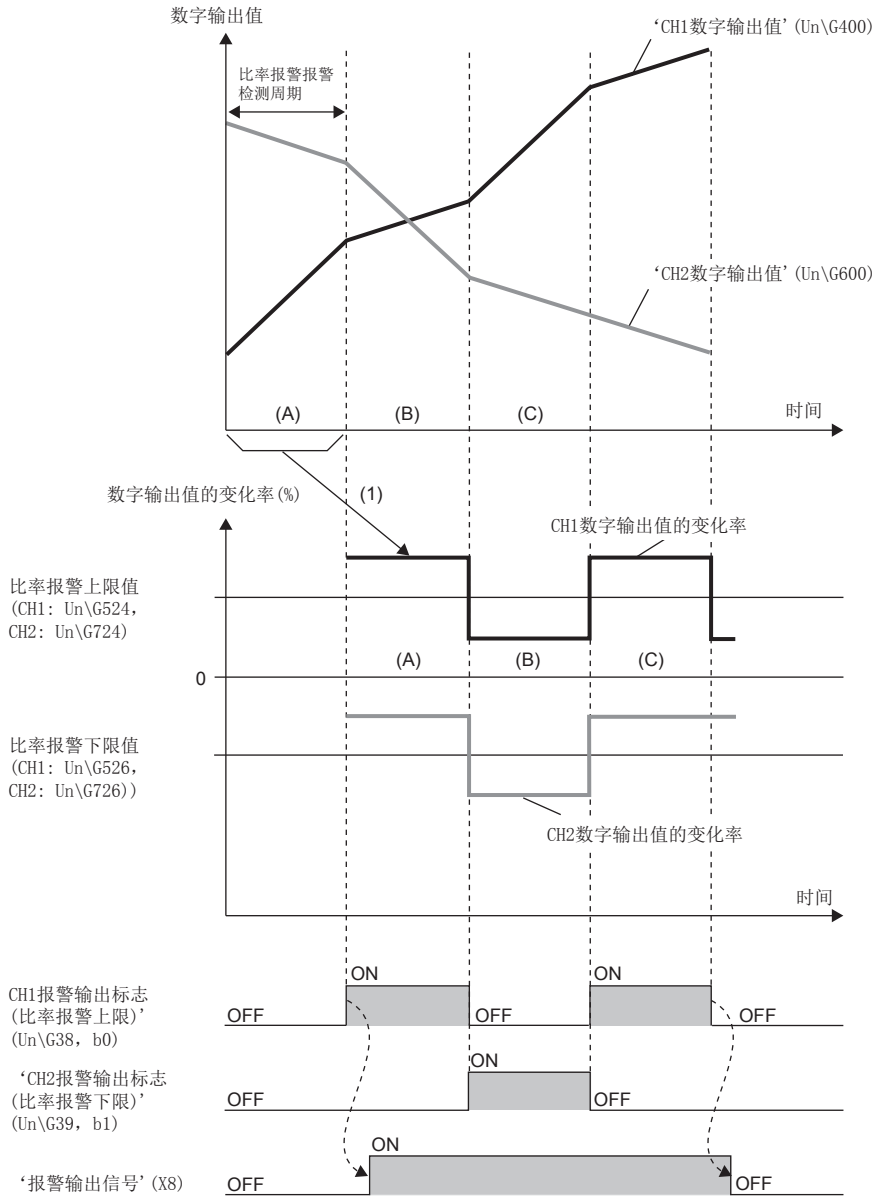 数字输出值
‘CH1数字输出值’(Un\G400)
比率报警报警
检测周期
‘CH2数字输出值’(Un\G600)
(A)
(B)
(C)
时间
数字输出值的变化率(%)
(1)
CH1数字输出值的变化率
比率报警上限值
(CH1: Un\G524,
CH2: Un\G724)
(A)
(B)
(C)
0
比率报警下限值
(CH1: Un\G526,
CH2: Un\G726))
CH2数字输出值的变化率
时间
ON
ON
CH1报警输出标志
(比率报警上限)’
(Un\G38, b0)
OFF
OFF
OFF
ON
‘CH2报警输出标志
(比率报警下限)’
(Un\G39, b1)
OFF
OFF
ON
‘报警输出信号’(X8)
OFF
OFF